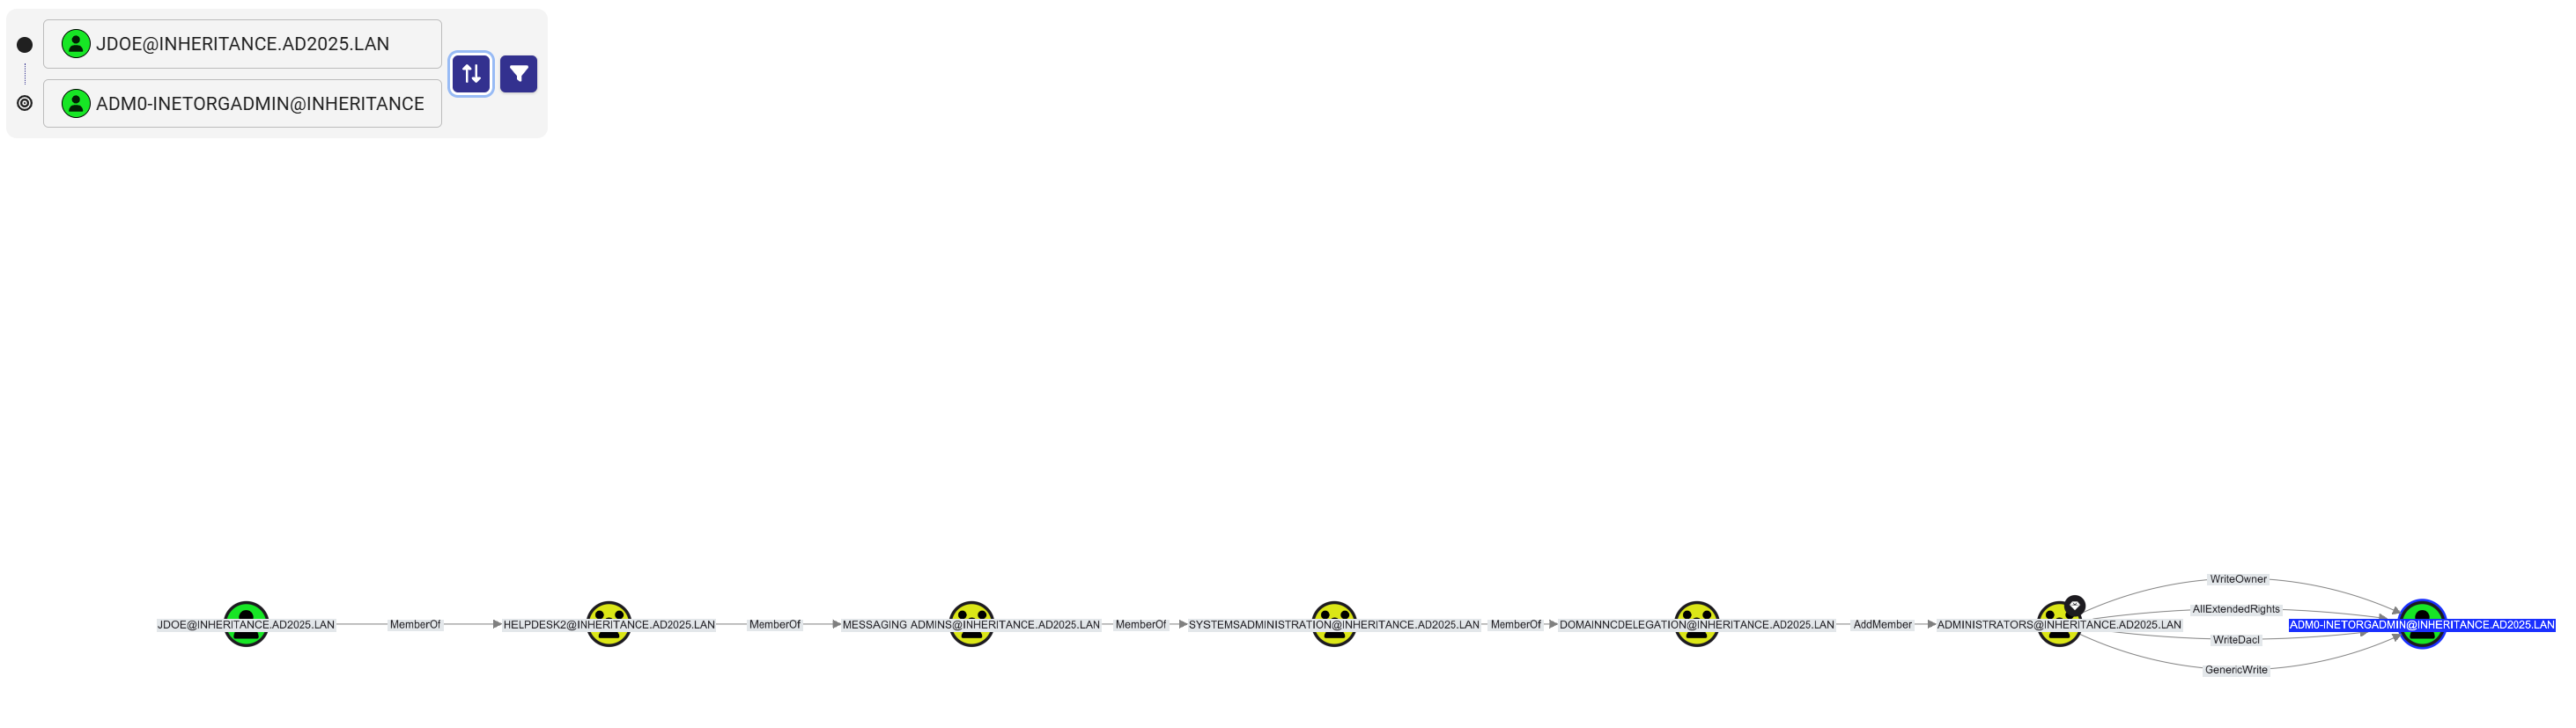 JDOE@INHERITANCE.AD2025.LAN
ADM0-INETORGADMIN@INHERITANCE
JDOE@INHERITANCE.AD2025.LAN
MemberOf
HELPDESK2@INHERITANCE.AD2025.LAN
MemberOf
MESSAGING ADMINS@INHERITANCE.AD2025.LAN
MemberOf
SYSTEMSADMINISTRATION@INHERITANCE.AD2025.LAN
MemberOf
DOMAINNCDELEGATION@INHERITANCE.AD2025.LAN
AddMember
ADMINISTRATORS@INHERITANCE.AD2025.LAN
WriteOwner
AllExtendedRights
WriteDacl
GenericWrite
ADM0-INETORGADMIN@INHERITANCE.AD2025.LAN